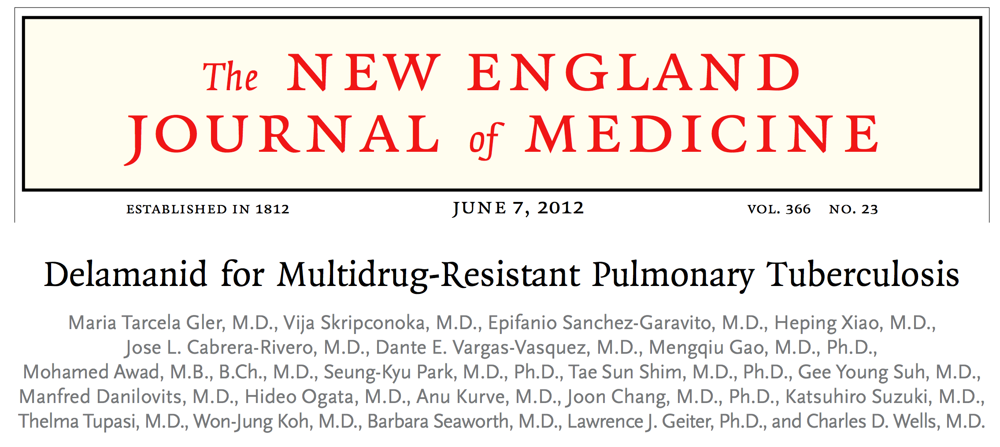 The NEW ENGLAND
JOURNAL of MEDICINE
ESTABLISHED IN 1812 JUNE 7, 2012 VOL. 366 NO. 23
Delamanid for Multidrug-Resistant Pulmonary Tuberculosis
Maria Tarcela Gler, M.D., Vija Skripconoka, M.D., Epifanio Sanchez-Garavito, M.D., Heping Xiao, M.D.,
Jose L. Cabrera-Rivero, M.D., Dante E. Vargas-Vasquez, M.D., Mengqiu Gao, M.D., Ph.D.,
Mohamed Awad, M.B., B.Ch., M.D., Seung-Kyu Park, M.D., Ph.D., Tae Sun Shim, M.D., Ph.D., Gee Young Suh, M.D.,
Manfred Danilovits, M.D., Hideo Ogata, M.D., Anu Kurve, M.D., Joon Chang, M.D., Ph.D., Katsuhiro Suzuki, M.D.,
Thelma Tupasi, M.D., Won-Jung Koh, M.D., Barbara Seaworth, M.D., Lawrence J. Geiter, Ph.D., and Charles D. Wells, M.D.